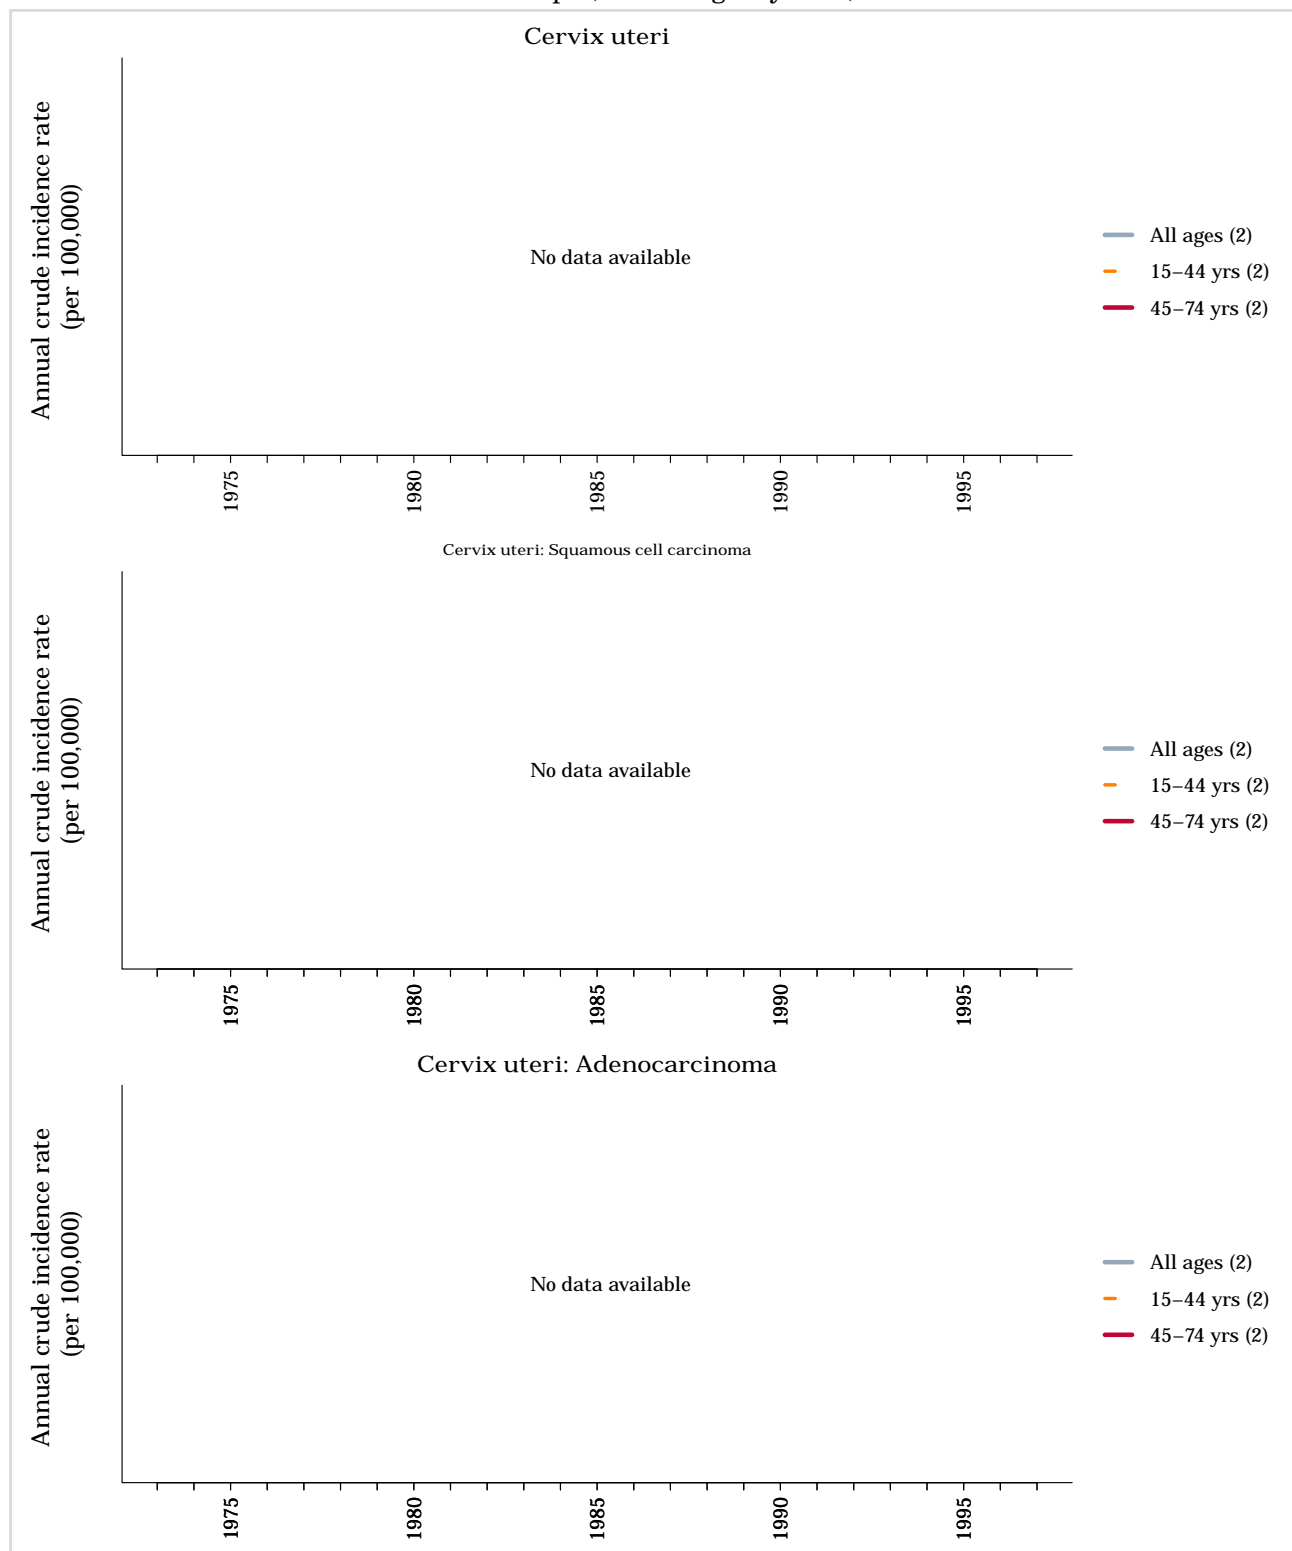 Cervix uteri
Annual crude incidence rate
(per 100,000)
No data available
All ages (2)
15–44 yrs (2)
45–74 yrs (2)
1975
1980
1985
1990
1995
Cervix uteri: Squamous cell carcinoma
Annual crude incidence rate
(per 100,000)
No data available
All ages (2)
15–44 yrs (2)
45–74 yrs (2)
1975
1980
1985
1990
1995
Cervix uteri: Adenocarcinoma
Annual crude incidence rate
(per 100,000)
No data available
All ages (2)
15–44 yrs (2)
45–74 yrs (2)
1975
1980
1985
1990
1995